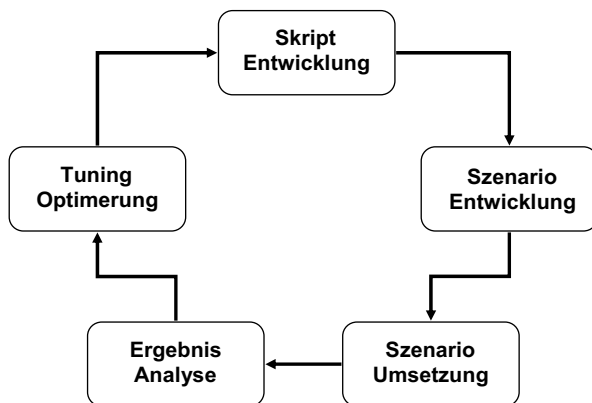 Skript
Entwicklung
Szenario
Entwicklung
Szenario
Umsetzung
Ergebnis
Analyse
Tuning
Optimerung